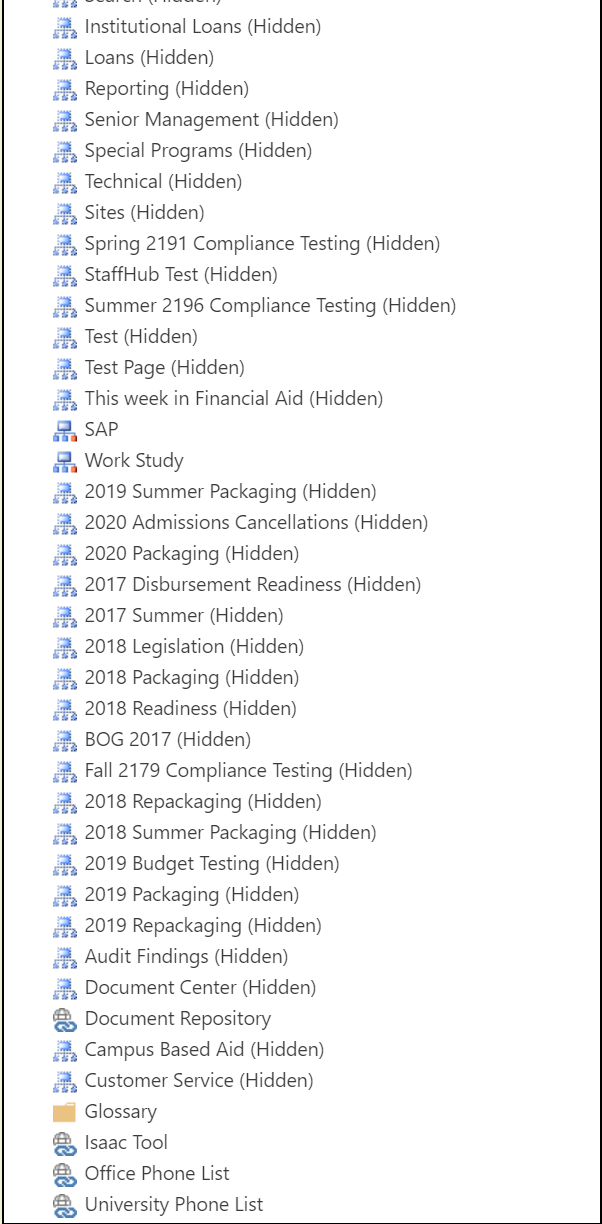 Search (Hidden)
Institutional Loans (Hidden)
Loans (Hidden)
Reporting (Hidden)
Senior Management (Hidden)
Special Programs (Hidden)
Technical (Hidden)
Sites (Hidden)
Spring 2191 Compliance Testing (Hidden)
StaffHub Test (Hidden)
Summer 2196 Compliance Testing (Hidden)
Test (Hidden)
Test Page (Hidden)
This week in Financial Aid (Hidden)
SAP
Work Study
2019 Summer Packaging (Hidden)
2020 Admissions Cancellations (Hidden)
2020 Packaging (Hidden)
2017 Disbursement Readiness (Hidden)
2017 Summer (Hidden)
2018 Legislation (Hidden)
2018 Packaging (Hidden)
2018 Readiness (Hidden)
BOG 2017 (Hidden)
Fall 2179 Compliance Testing (Hidden)
2018 Repackaging (Hidden)
2018 Summer Packaging (Hidden)
2019 Budget Testing (Hidden)
2019 Packaging (Hidden)
2019 Repackaging (Hidden)
Audit Findings (Hidden)
Document Center (Hidden)
Document Repository
Campus Based Aid (Hidden)
Customer Service (Hidden)
Glossary
Isaac Tool
Office Phone List
University Phone List